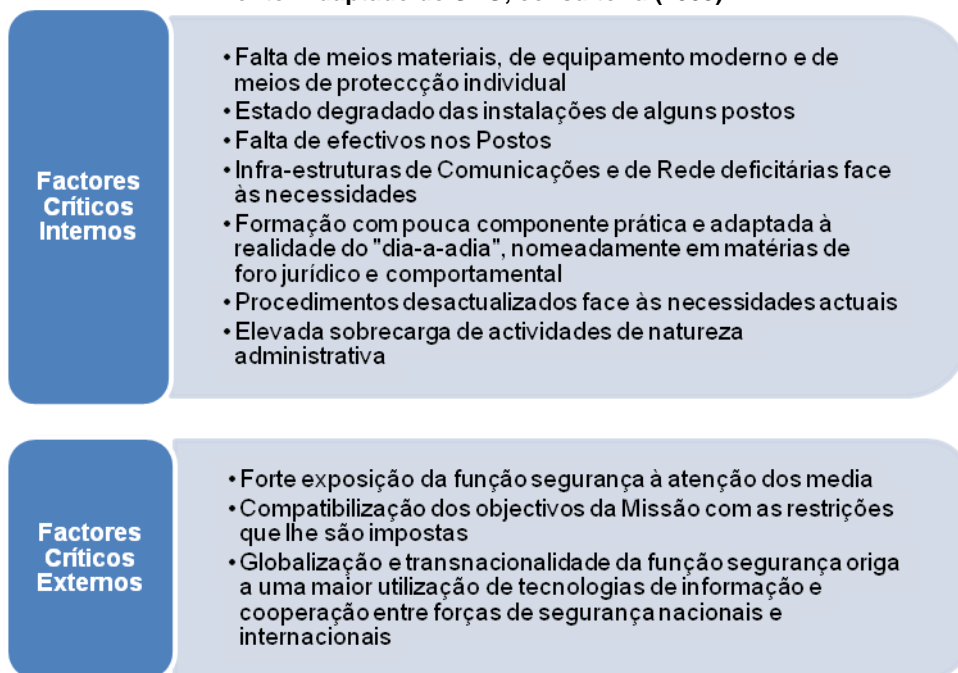 Factores
Críticos
Internos
• Falta de meios materiais, de equipamento moderno e de
meios de proteccção individual
• Estado degradado das instalações de alguns postos
• Falta de efectivos nos Postos
• Infra-estruturas de Comunicações e de Rede deficitárias face
às necessidades
• Formação com pouca componente prática e adaptada à
realidade do "dia-a-adia", nomeadamente em matérias de
foro jurídico e comportamental
• Procedimentos desactualizados face às necessidades actuais
• Elevada sobrecarga de actividades de natureza
administrativa
Factores
Críticos
Externos
• Forte exposição da função segurança à atenção dos media
• Compatibilização dos objectivos da Missão com as restrições
que lhe são impostas
• Globalização e transnacionalidade da função segurança origa
a uma maior utilização de tecnologias de informação e
cooperação entre forças de segurança nacionais e
internacionais